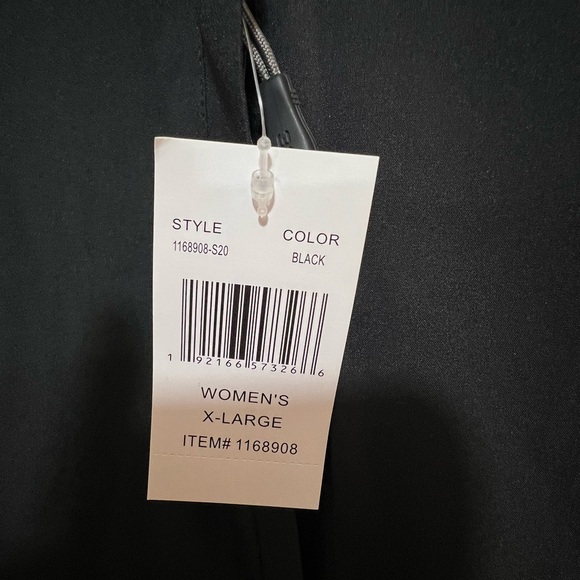 STYLE
1168908-S20
COLOR
BLACK
1 92166 57326 6
WOMEN'S
X-LARGE
ITEM# 1168908